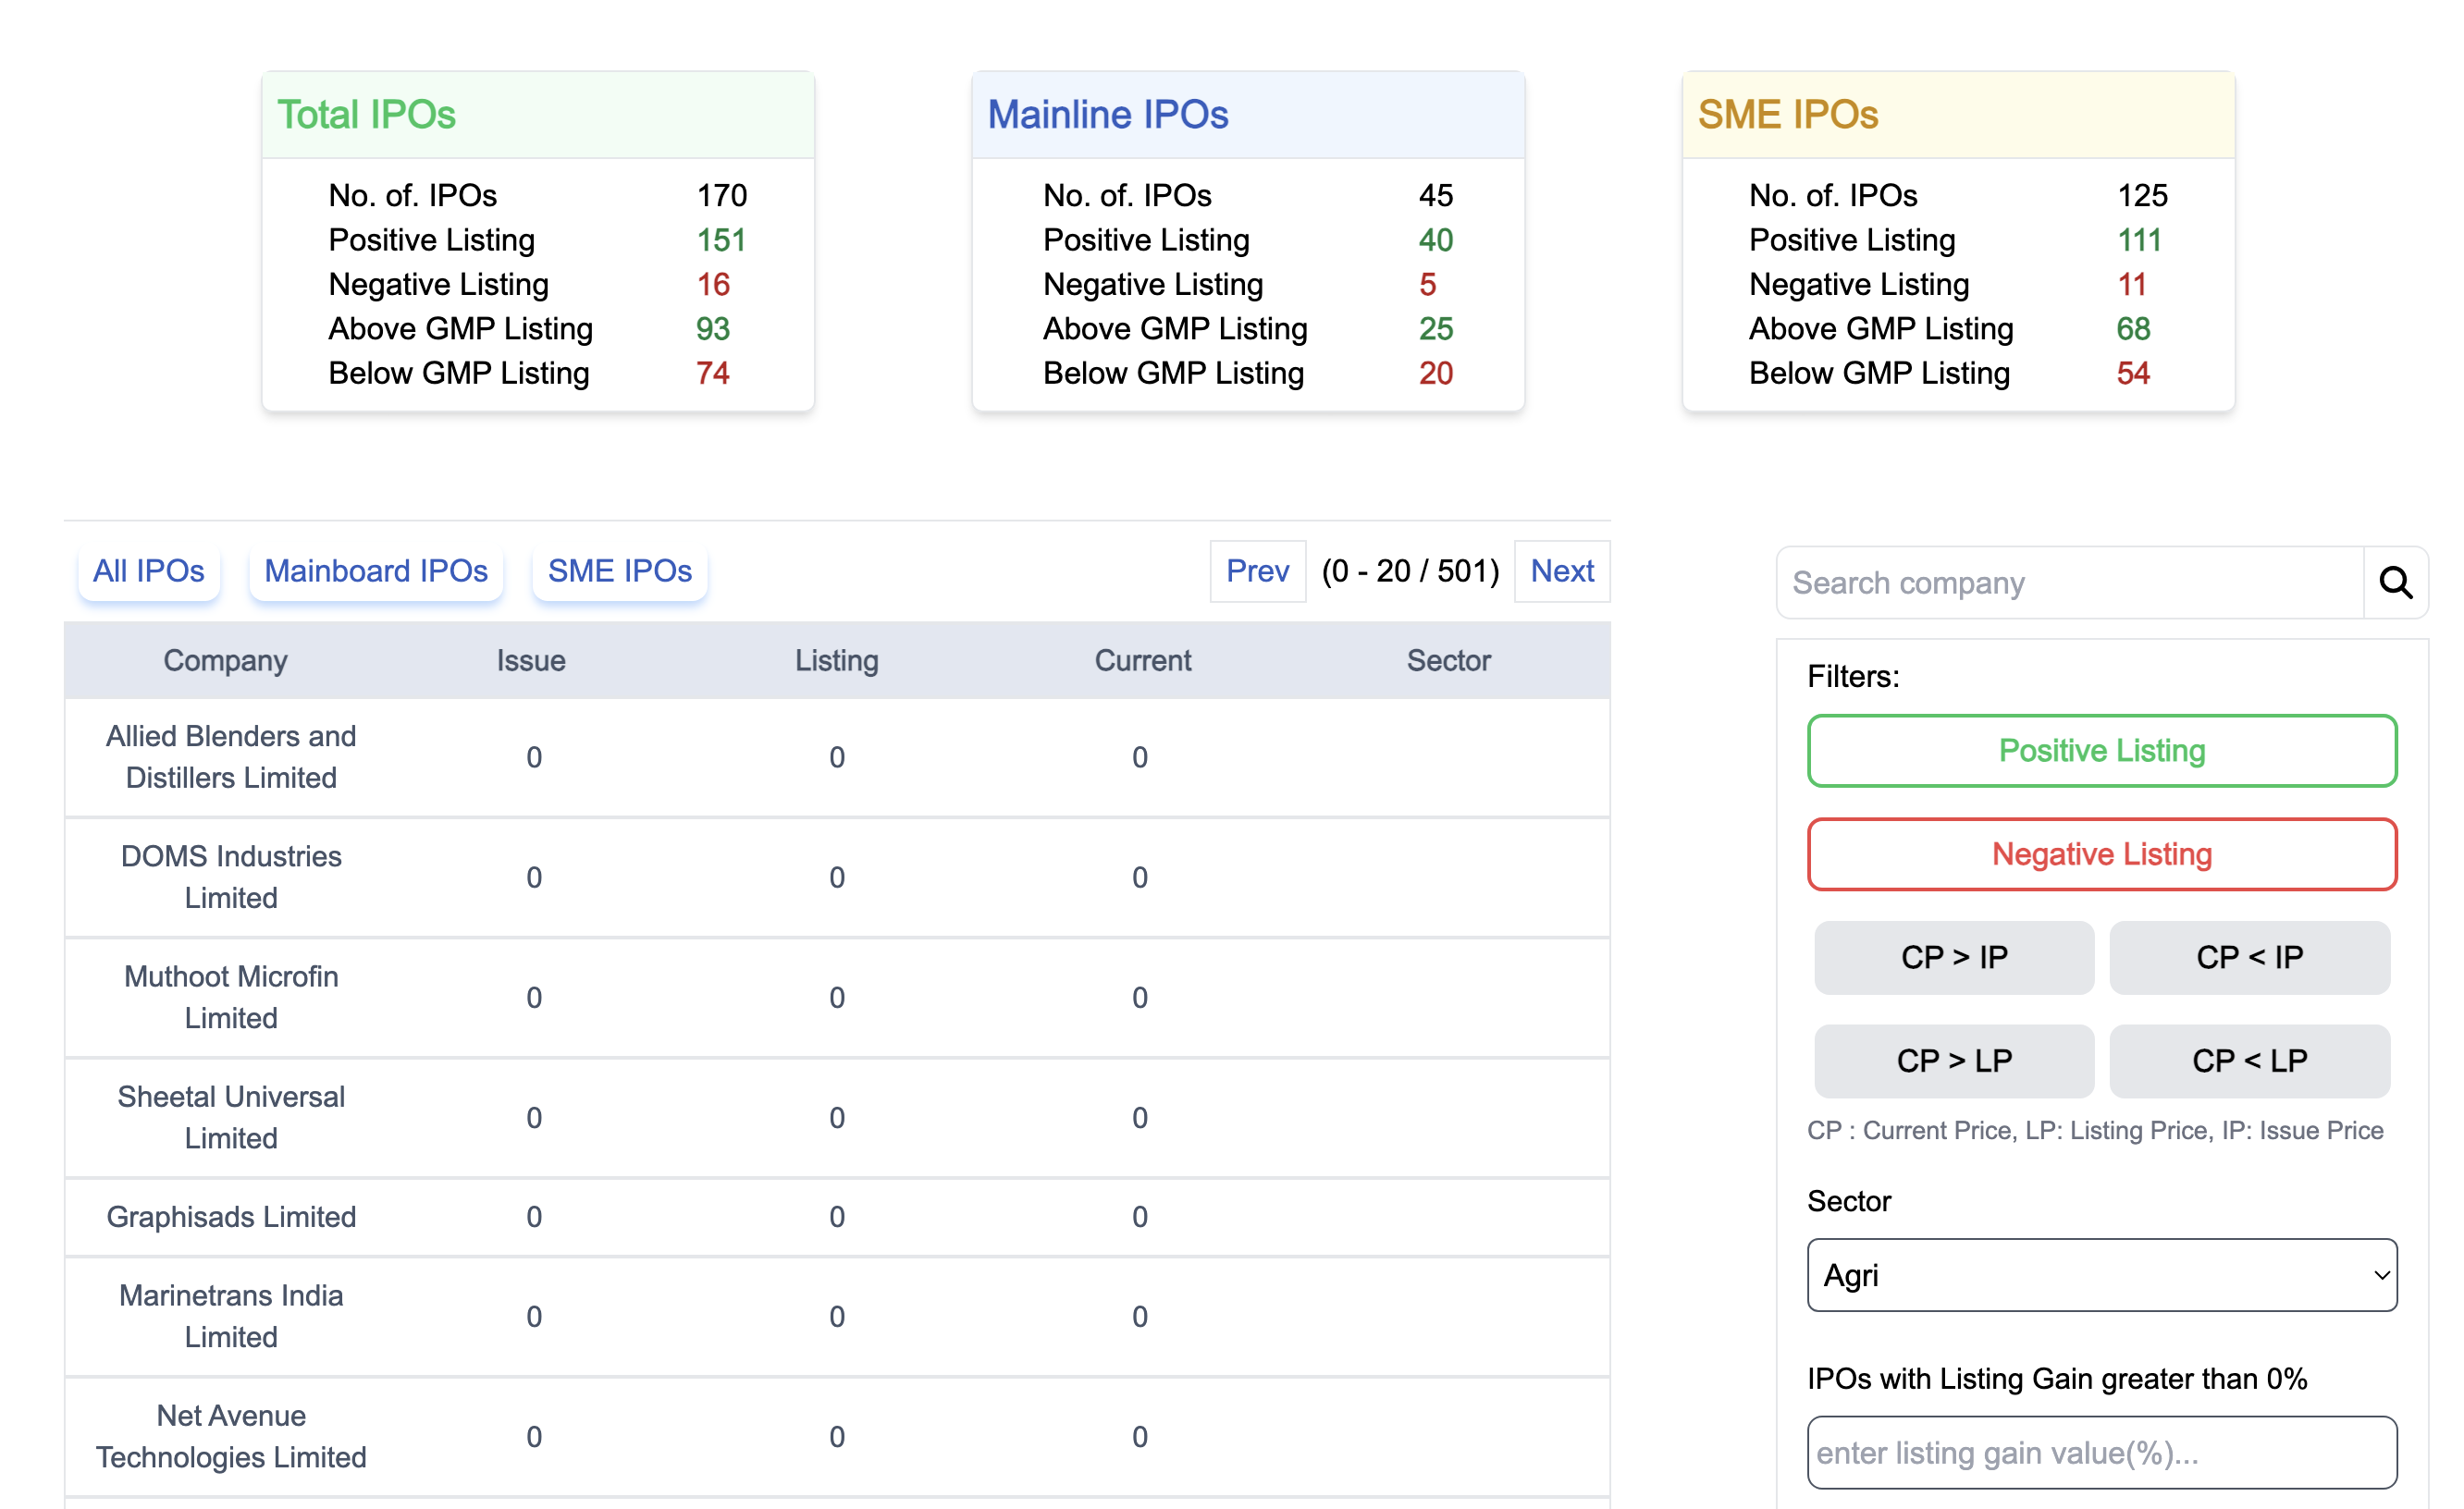 Total IPOs
No. of. IPOs 170
Positive Listing 151
Negative Listing 16
Above GMP Listing 93
Below GMP Listing 74
Mainline IPOs
No. of. IPOs 45
Positive Listing 40
Negative Listing 5
Above GMP Listing 25
Below GMP Listing 20
SME IPOs
No. of. IPOs 125
Positive Listing 111
Negative Listing 11
Above GMP Listing 68
Below GMP Listing 54
All IPOs Mainboard IPOs SME IPOs Prev (0 - 20 / 501) Next
Company Issue Listing Current Sector
Allied Blenders and
Distillers Limited 0 0 0
DOMS Industries
Limited 0 0 0
Muthoot Microfin
Limited 0 0 0
Sheetal Universal
Limited 0 0 0
Graphisads Limited 0 0 0
Marinetrans India
Limited 0 0 0
Net Avenue
Technologies Limited 0 0 0
Search company
Filters:
Positive Listing
Negative Listing
CP > IP CP < IP
CP > LP CP < LP
CP : Current Price, LP: Listing Price, IP: Issue Price
Sector
Agri
IPOs with Listing Gain greater than 0%
enter listing gain value(%)...